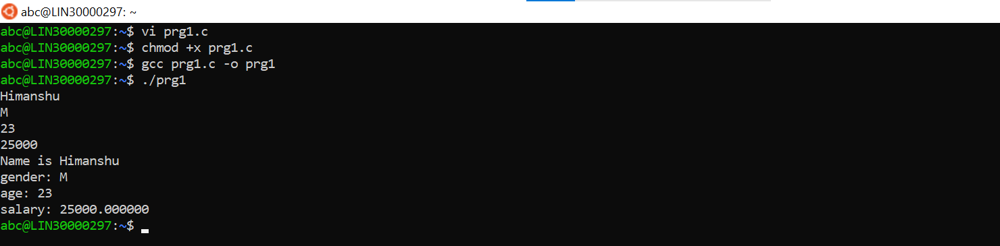 abc@LIN30000297: ~
abc@LIN30000297:~$ vi prg1.c
abc@LIN30000297:~$ chmod +x prg1.c
abc@LIN30000297:~$ gcc prg1.c -o prg1
abc@LIN30000297:~$ ./prg1
Himanshu
M
23
25000
Name is Himanshu
gender: M
age: 23
salary: 25000.000000
abc@LIN30000297:~$